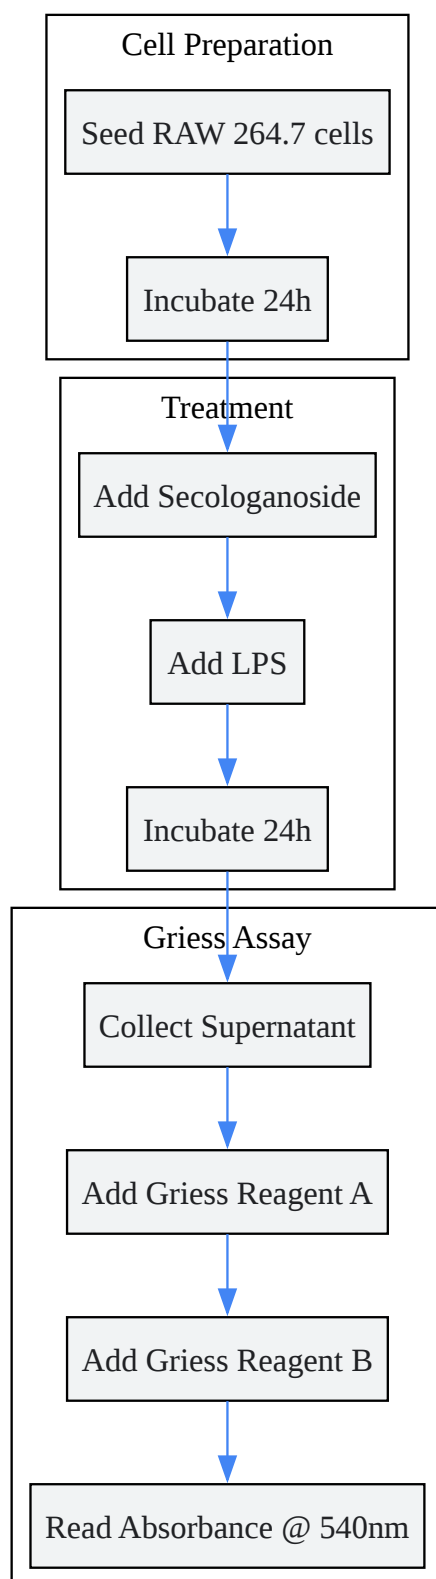 Cell Preparation
Seed RAW 264.7 cells
Incubate 24h
Treatment
Add Secologanoside
Add LPS
Incubate 24h
Griess Assay
Collect Supernatant
Add Griess Reagent A
Add Griess Reagent B
Read Absorbance @ 540nm